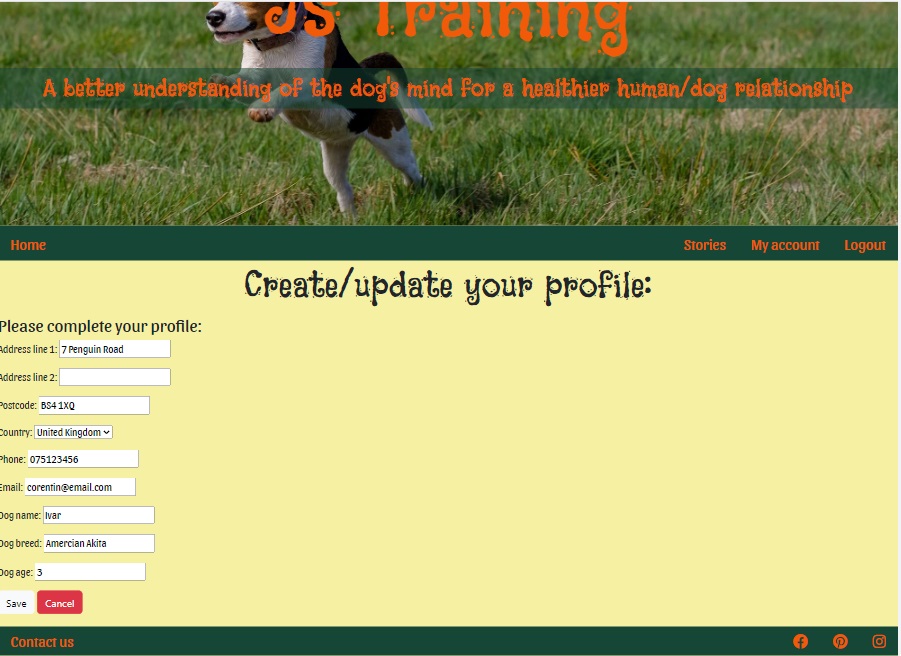 JS Training
A better understanding of the dog's mind for a healthier human/dog relationship
Home Stories My account Logout
Create/update your profile:
Please complete your profile:
Address line 1: 7 Penguin Road
Address line 2:
Postcode: BS4 1XQ
Country: United Kingdom
Phone: 075123456
Email: corentin@email.com
Dog name: Ivar
Dog breed: Amercian Akita
Dog age: 3
Save Cancel
Contact us